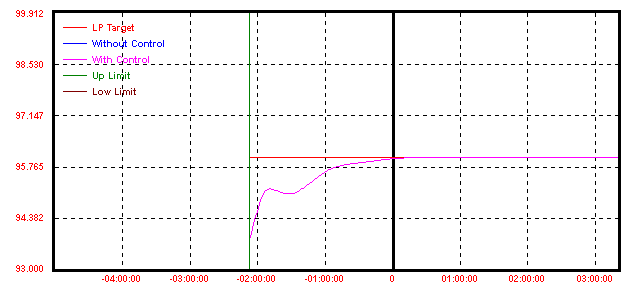 99.912
LP Target
Without Control
98.580
With Control
Up Limit
Low Limit
97.147
95.765
94.382
93.000
-04:00:00 -03:00:00 -02:00:00 -01:00:00 0 01:00:00 02:00:00 03:00:00